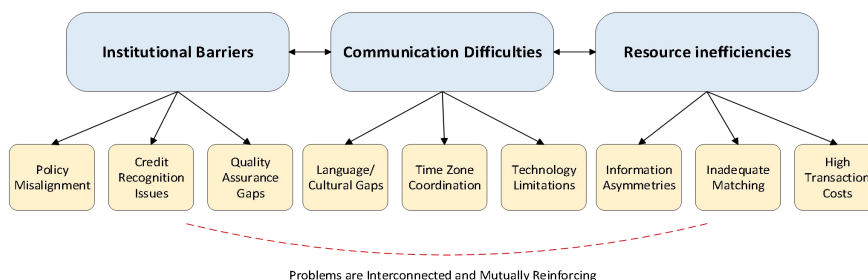 Institutional Barriers
Communication Difficulties
Resource inefficiencies
Policy
Misalignment
Credit
Recognition
Issues
Quality
Assurance
Gaps
Language/
Cultural Gaps
Time Zone
Coordination
Technology
Limitations
Information
Asymmetries
Inadequate
Matching
High
Transaction
Costs
Problems are Interconnected and Mutually Reinforcing